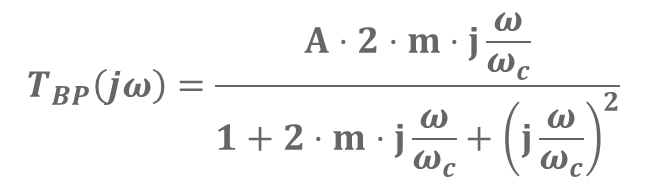 T_BP(jω) = (A · 2 · m · j ω/ω_c) / (1 + 2 · m · j ω/ω_c + (j ω/ω_c)²)